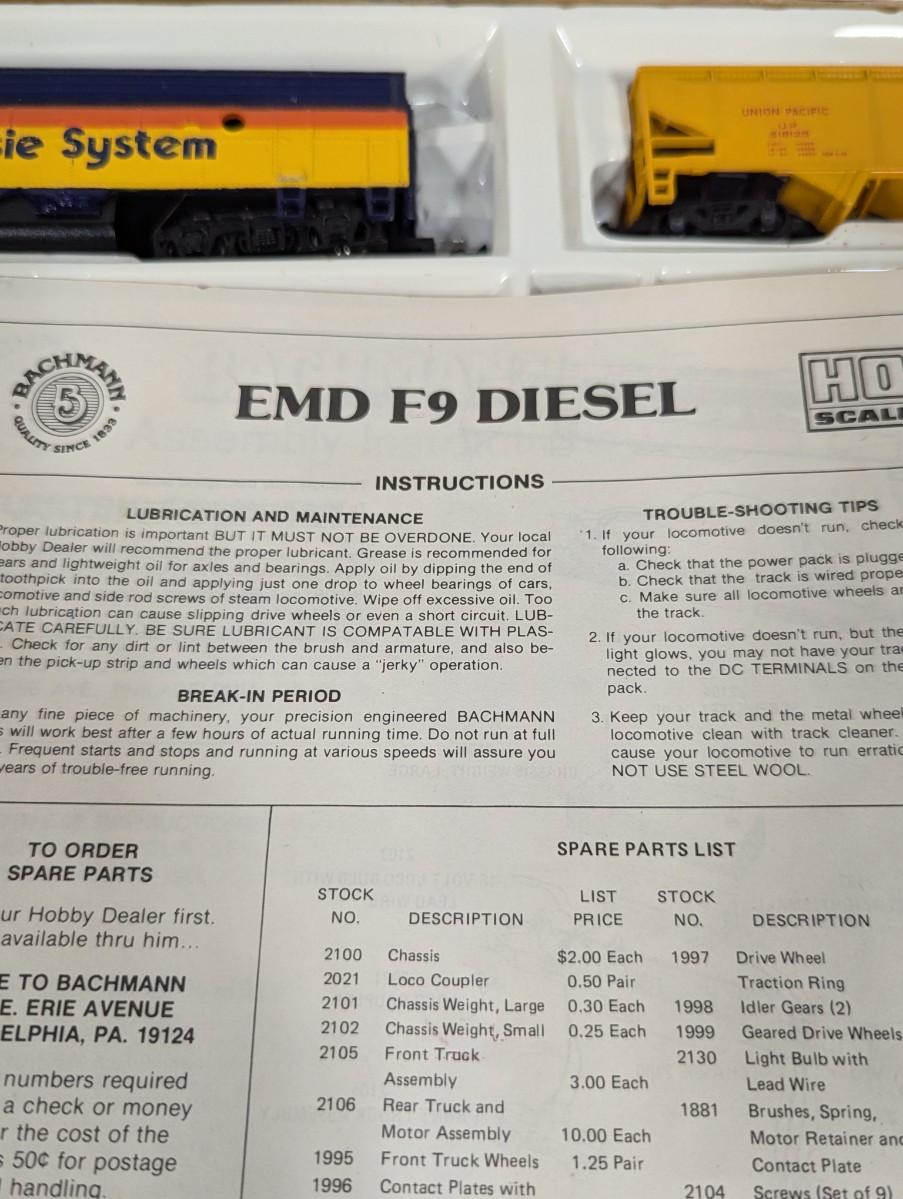 ie System
UNION PACIFIC
U.P.
BACHMANN
QUALITY SINCE 1833
EMD F9 DIESEL
HO
SCAL
INSTRUCTIONS
LUBRICATION AND MAINTENANCE
Proper lubrication is important BUT IT MUST NOT BE OVERDONE. Your local
obby Dealer will recommend the proper lubricant. Grease is recommended for
ears and lightweight oil for axles and bearings. Apply oil by dipping the end of
toothpick into the oil and applying just one drop to wheel bearings of cars,
comotive and side rod screws of steam locomotive. Wipe off excessive oil. Too
ch lubrication can cause slipping drive wheels or even a short circuit. LUB-
CATE CAREFULLY. BE SURE LUBRICANT IS COMPATABLE WITH PLAS-
. Check for any dirt or lint between the brush and armature, and also be-
en the pick-up strip and wheels which can cause a "jerky" operation.
BREAK-IN PERIOD
any fine piece of machinery, your precision engineered BACHMANN
s will work best after a few hours of actual running time. Do not run at full
. Frequent starts and stops and running at various speeds will assure you
years of trouble-free running.
TROUBLE-SHOOTING TIPS
1. If your locomotive doesn't run, check
following:
a. Check that the power pack is plugge
b. Check that the track is wired prope
c. Make sure all locomotive wheels ar
the track.
2. If your locomotive doesn't run, but the
light glows, you may not have your tra
nected to the DC TERMINALS on the
pack.
3. Keep your track and the metal wheel
locomotive clean with track cleaner.
cause your locomotive to run erratic
NOT USE STEEL WOOL.
TO ORDER
SPARE PARTS
ur Hobby Dealer first.
available thru him...
E TO BACHMANN
E. ERIE AVENUE
ELPHIA, PA. 19124
numbers required
a check or money
r the cost of the
s 50¢ for postage
handling.
SPARE PARTS LIST
STOCK LIST STOCK
NO. DESCRIPTION PRICE NO. DESCRIPTION
2100 Chassis $2.00 Each 1997 Drive Wheel
2021 Loco Coupler 0.50 Pair Traction Ring
2101 Chassis Weight, Large 0.30 Each 1998 Idler Gears (2)
2102 Chassis Weight, Small 0.25 Each 1999 Geared Drive Wheels
2105 Front Truck 2130 Light Bulb with
Assembly 3.00 Each Lead Wire
2106 Rear Truck and 1881 Brushes, Spring,
Motor Assembly 10.00 Each Motor Retainer and
1995 Front Truck Wheels 1.25 Pair Contact Plate
1996 Contact Plates with 2104 Screws (Set of 9)